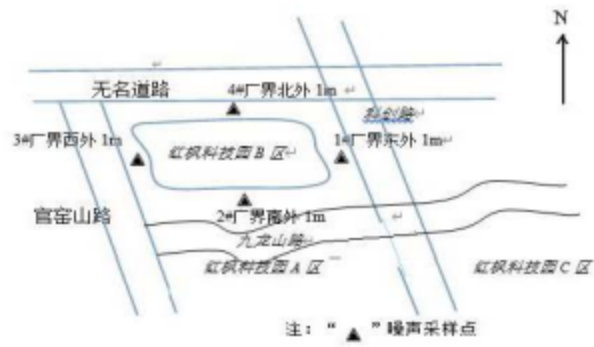 N
无名道路
4#厂界北外 1m
科创路
3#厂界西外 1m
红枫科技园 B 区
1#厂界东外 1m
官窑山路
2#厂界南外 1m
九龙山路
红枫科技园 A 区
红枫科技园 C 区
注：“ ▲ ”噪声采样点